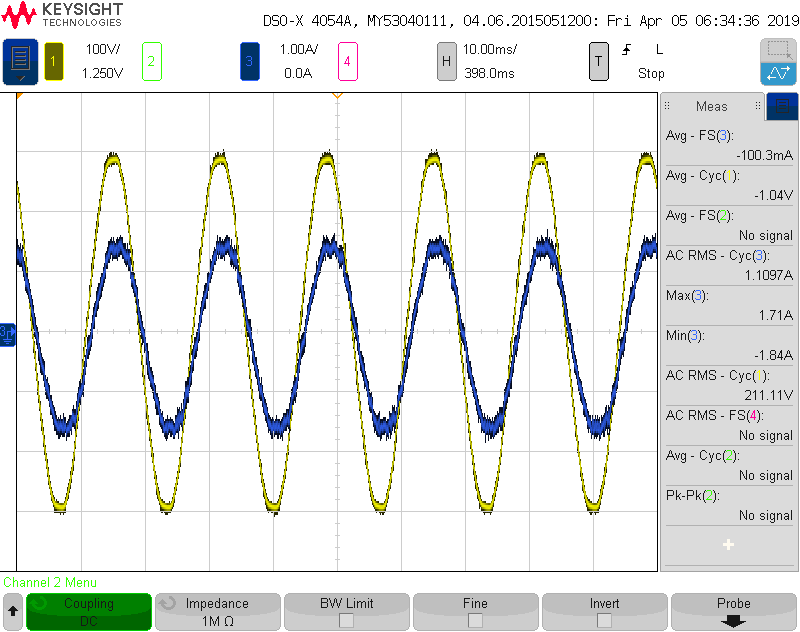 KEYSIGHT
TECHNOLOGIES
DSO-X 4054A, MY53040111, 04.06.2015051200: Fri Apr 05 06:34:36 2019
1 100V/ 2 3 1.00A/ 4 H 10.00ms/ T L
1.250V 0.0A 398.0ms Stop
Meas
Avg - FS(3):
-100.3mA
Avg - Cyc( ):
-1.04V
Avg - FS(2):
No signal
AC RMS - Cyc(3):
1.1097A
Max(3):
1.71A
Min(3):
-1.84A
AC RMS - Cyc( ):
211.11V
AC RMS - FS(4):
No signal
Avg - Cyc(2):
No signal
Pk-Pk(2):
No signal
3
Channel 2 Menu
Coupling Impedance BW Limit Fine Invert Probe
DC 1M Ω